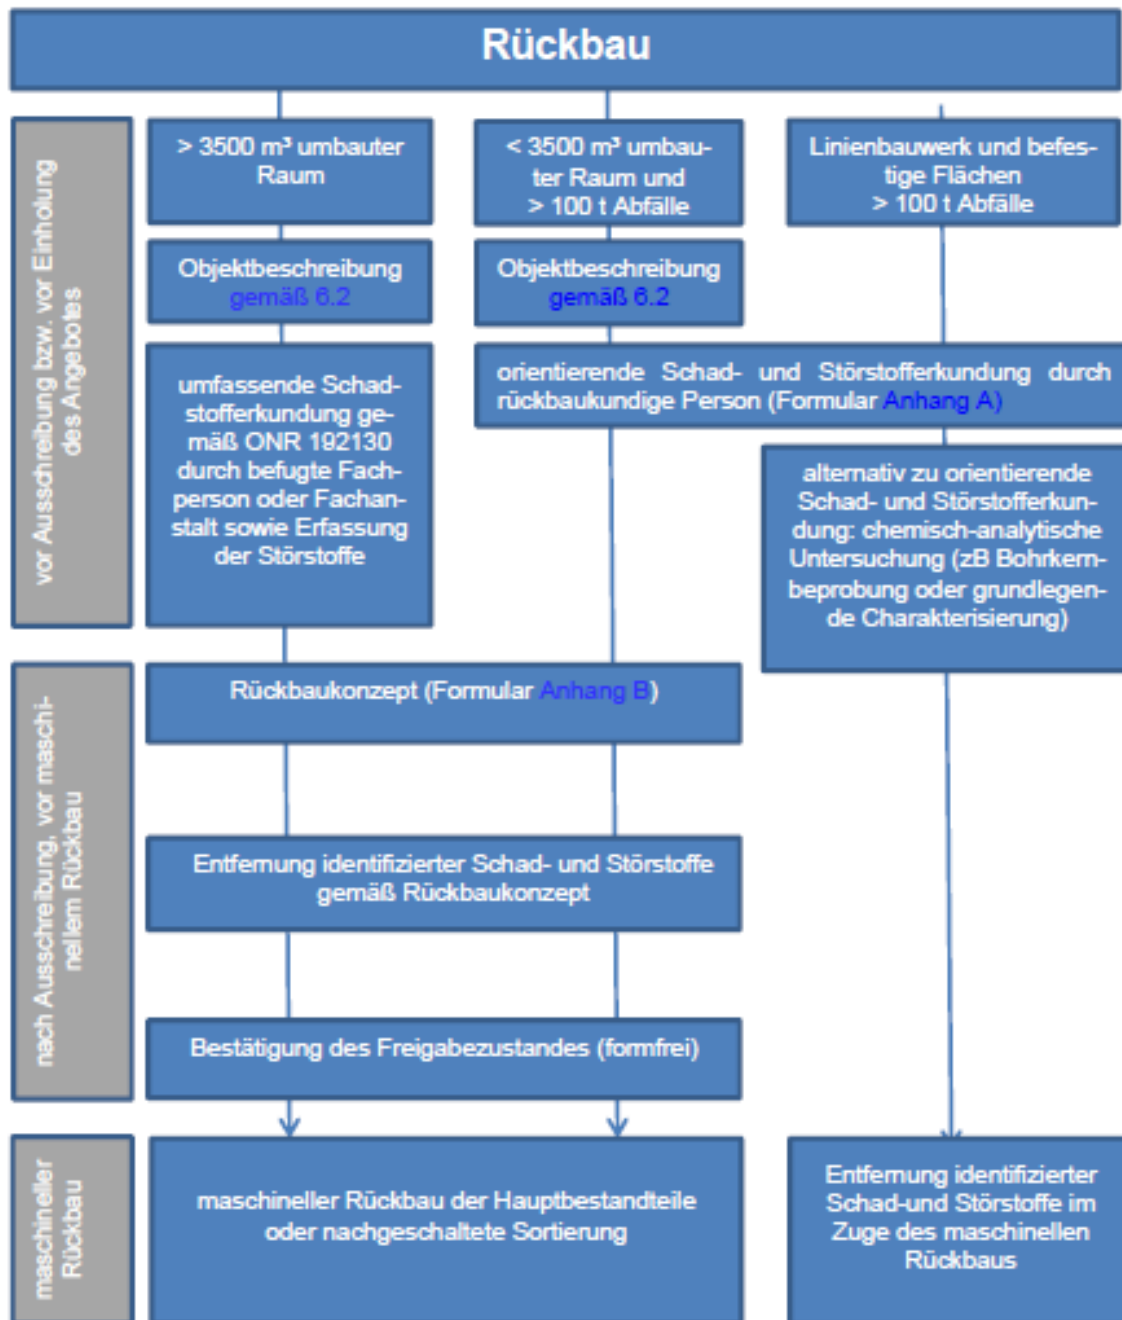 Rückbau
vor Ausschreibung bzw. vor Einholung
des Angebotes
> 3500 m³ umbauter
Raum
< 3500 m³ umbau-
ter Raum und
> 100 t Abfälle
Linienbauwerk und befes-
tige Flächen
> 100 t Abfälle
Objektbeschreibung
gemäß 6.2
Objektbeschreibung
gemäß 6.2
umfassende Schad-
stofferkundung ge-
mäß ONR 192130
durch befugte Fach-
person oder Fachan-
stalt sowie Erfassung
der Störstoffe
orientierende Schad- und Störstofferkundung durch
rückbaukundige Person (Formular Anhang A)
alternativ zu orientierende
Schad- und Störstofferkun-
dung: chemisch-analytische
Untersuchung (zB Bohrkern-
beprobung oder grundlegen-
de Charakterisierung)
nach Ausschreibung, vor maschi-
nellem Rückbau
Rückbaukonzept (Formular Anhang B)
Entfernung identifizierter Schad- und Störstoffe
gemäß Rückbaukonzept
Bestätigung des Freigabezustandes (formfrei)
maschineller
Rückbau
maschineller Rückbau der Hauptbestandteile
oder nachgeschaltete Sortierung
Entfernung identifizierter
Schad-und Störstoffe im
Zuge des maschinellen
Rückbaus